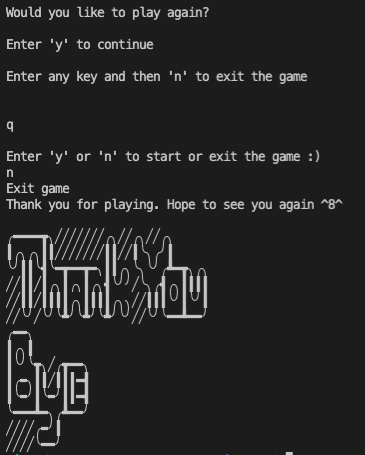 Would you like to play again?
Enter 'y' to continue
Enter any key and then 'n' to exit the game
q
Enter 'y' or 'n' to start or exit the game :)
n
Exit game
Thank you for playing. Hope to see you again ^8^
Thank you
Bye